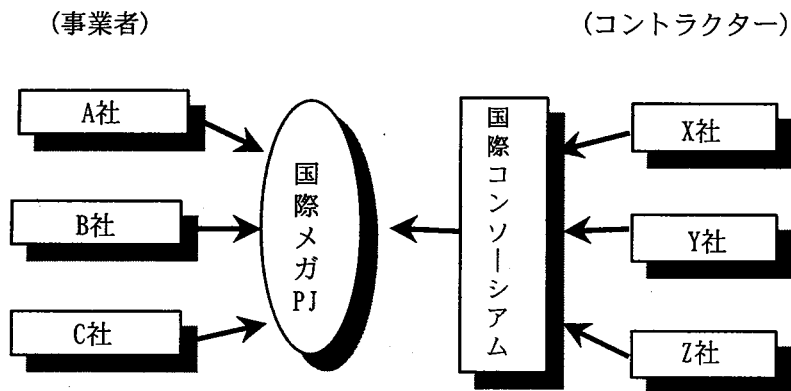 (事業者)
(コントラクター)
A社
B社
C社
国際メガPJ
国際コンソーシアム
X社
Y社
Z社